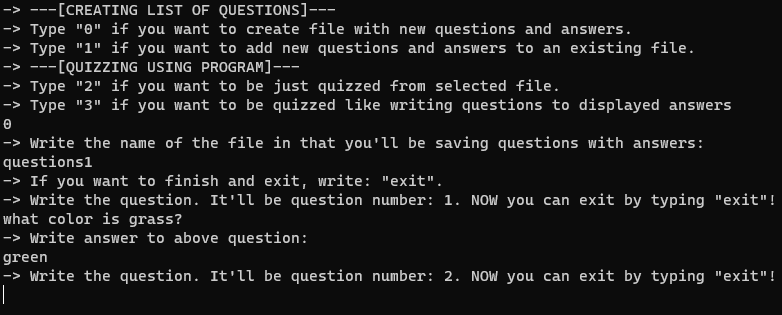 -> ---[CREATING LIST OF QUESTIONS]---
-> Type "0" if you want to create file with new questions and answers.
-> Type "1" if you want to add new questions and answers to an existing file.
-> ---[QUIZZING USING PROGRAM]---
-> Type "2" if you want to be just quizzed from selected file.
-> Type "3" if you want to be quizzed like writing questions to displayed answers
0
-> Write the name of the file in that you'll be saving questions with answers:
questions1
-> If you want to finish and exit, write: "exit".
-> Write the question. It'll be question number: 1. NOW you can exit by typing "exit"!
what color is grass?
-> Write answer to above question:
green
-> Write the question. It'll be question number: 2. NOW you can exit by typing "exit"!